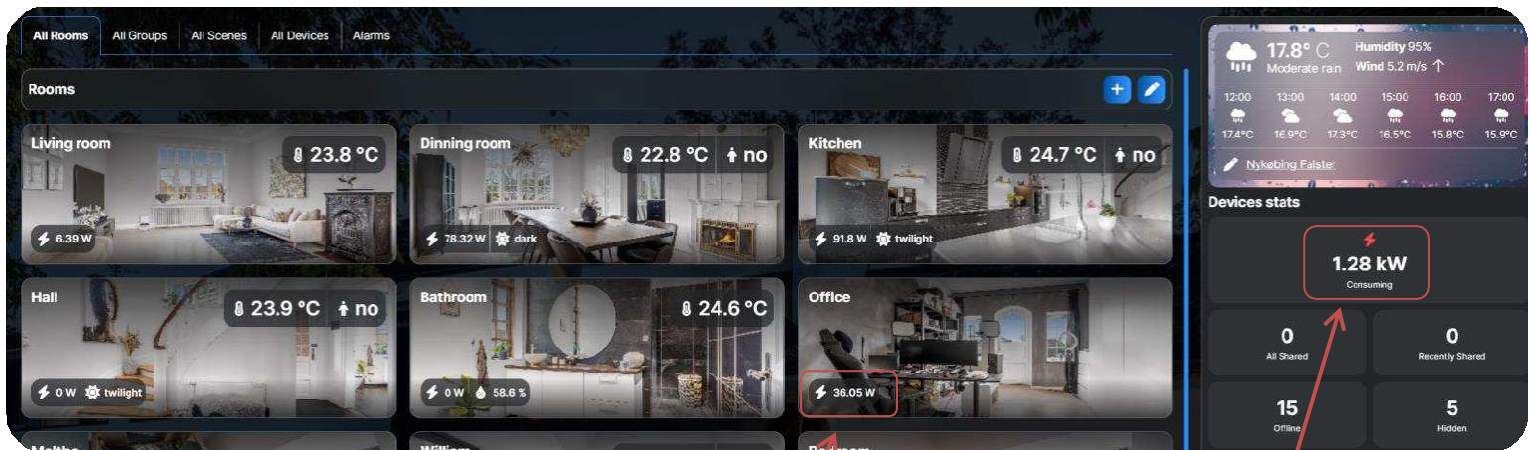 All Rooms
All Groups
All Scenes
All Devices
Alarms
Rooms
Living room
23.8 °C
6.39 W
Dinning room
22.8 °C no
78.32 W dark
Kitchen
24.7 °C no
91.8 W twilight
Hall
23.9 °C no
0 W twilight
Bathroom
24.6 °C
0 W 58.6 %
Office
36.05 W
William
Bedroom
17.8° C
Moderate rain
Humidity 95%
Wind 5.2 m/s ↑
12:00 13:00 14:00 15:00 16:00 17:00
17.4°C 16.9°C 17.3°C 16.5°C 15.8°C 15.9°C
Nykøbing Falster
Devices stats
1.28 kW
Consuming
0
All Shared
0
Recently Shared
15
Offline
5
Hidden